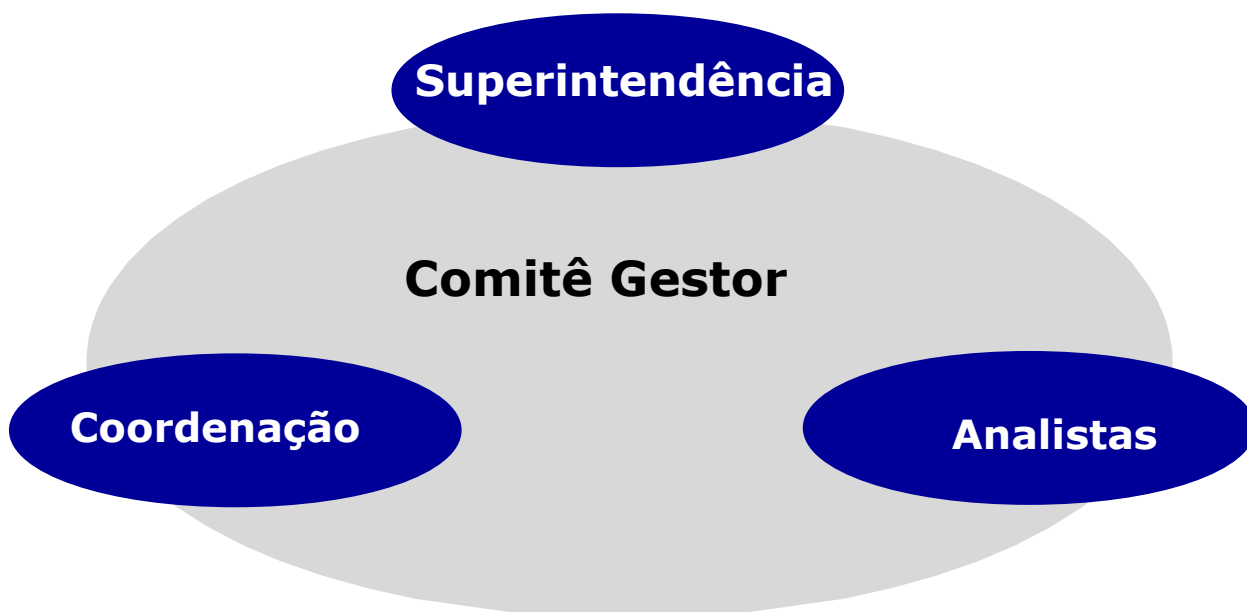 Superintendência
Comitê Gestor
Coordenação
Analistas